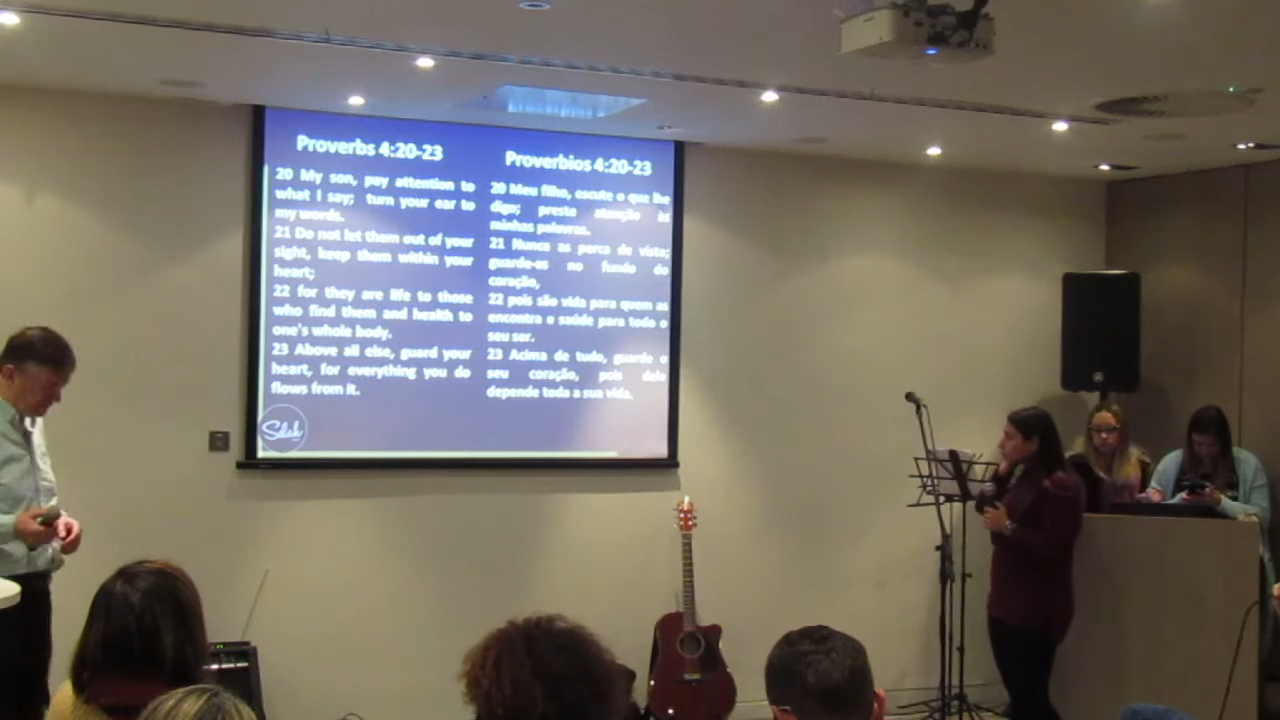 Proverbs 4:20-23
20 My son, pay attention to
what I say; turn your ear to
my words.
21 Do not let them out of your
sight, keep them within your
heart;
22 for they are life to those
who find them and health to
one's whole body.
23 Above all else, guard your
heart, for everything you do
flows from it.
Proverbios 4:20-23
20 Meu filho, escute o que lhe
digo; preste atenção às
minhas palavras.
21 Nunca as perca de vista;
guarde-as no fundo do
coração,
22 pois são vida para quem as
encontra e saúde para todo o
seu ser.
23 Acima de tudo, guarde o
seu coração, pois dele
depende toda a sua vida.
Selah